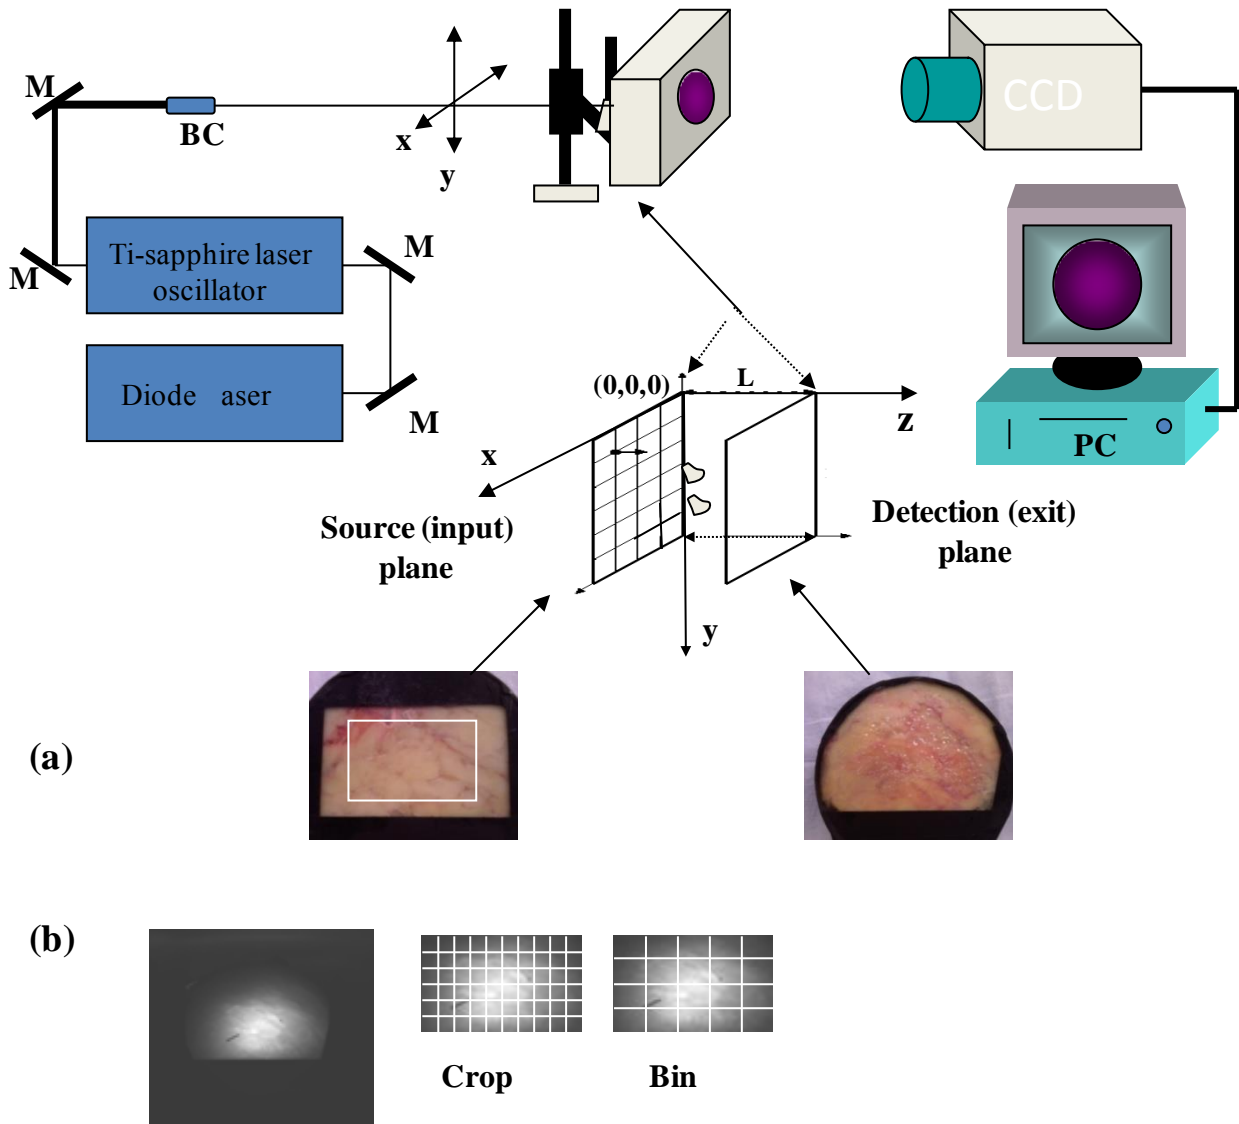 M
BC
x
y
CCD
Ti-sapphire laser
oscillator
M
M
Diode aser
M
(0,0,0)
L
z
x
PC
Source (input)
plane
Detection (exit)
plane
y
(a)
(b)
Crop
Bin